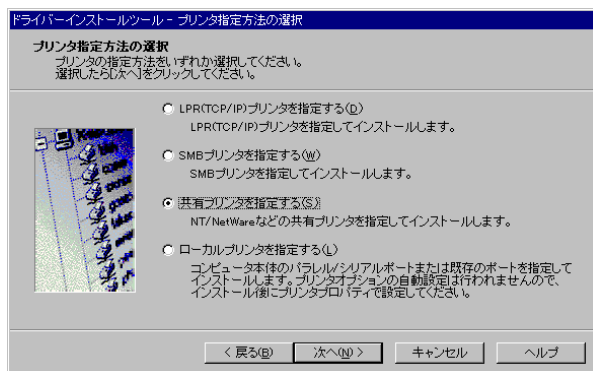 ドライバーインストールツール - プリンタ指定方法の選択
プリンタ指定方法の選択
プリンタの指定方法を、いずれか選択してください。
選択したら[次へ]をクリックしてください。
LPR(TCP/IP)プリンタを指定する(D)
LPR(TCP/IP)プリンタを指定してインストールします。
SMBプリンタを指定する(W)
SMBプリンタを指定してインストールします。
共有プリンタを指定する(S)
NT/NetWareなどの共有プリンタを指定してインストールします。
ローカルプリンタを指定する(L)
コンピュータ本体のパラレル/シリアルポートまたは既存のポートを指定して
インストールします。プリンタオプションの自動設定は行われませんので、
インストール後にプリンタプロパティで設定してください。
< 戻る(B)
次へ(N) >
キャンセル
ヘルプ